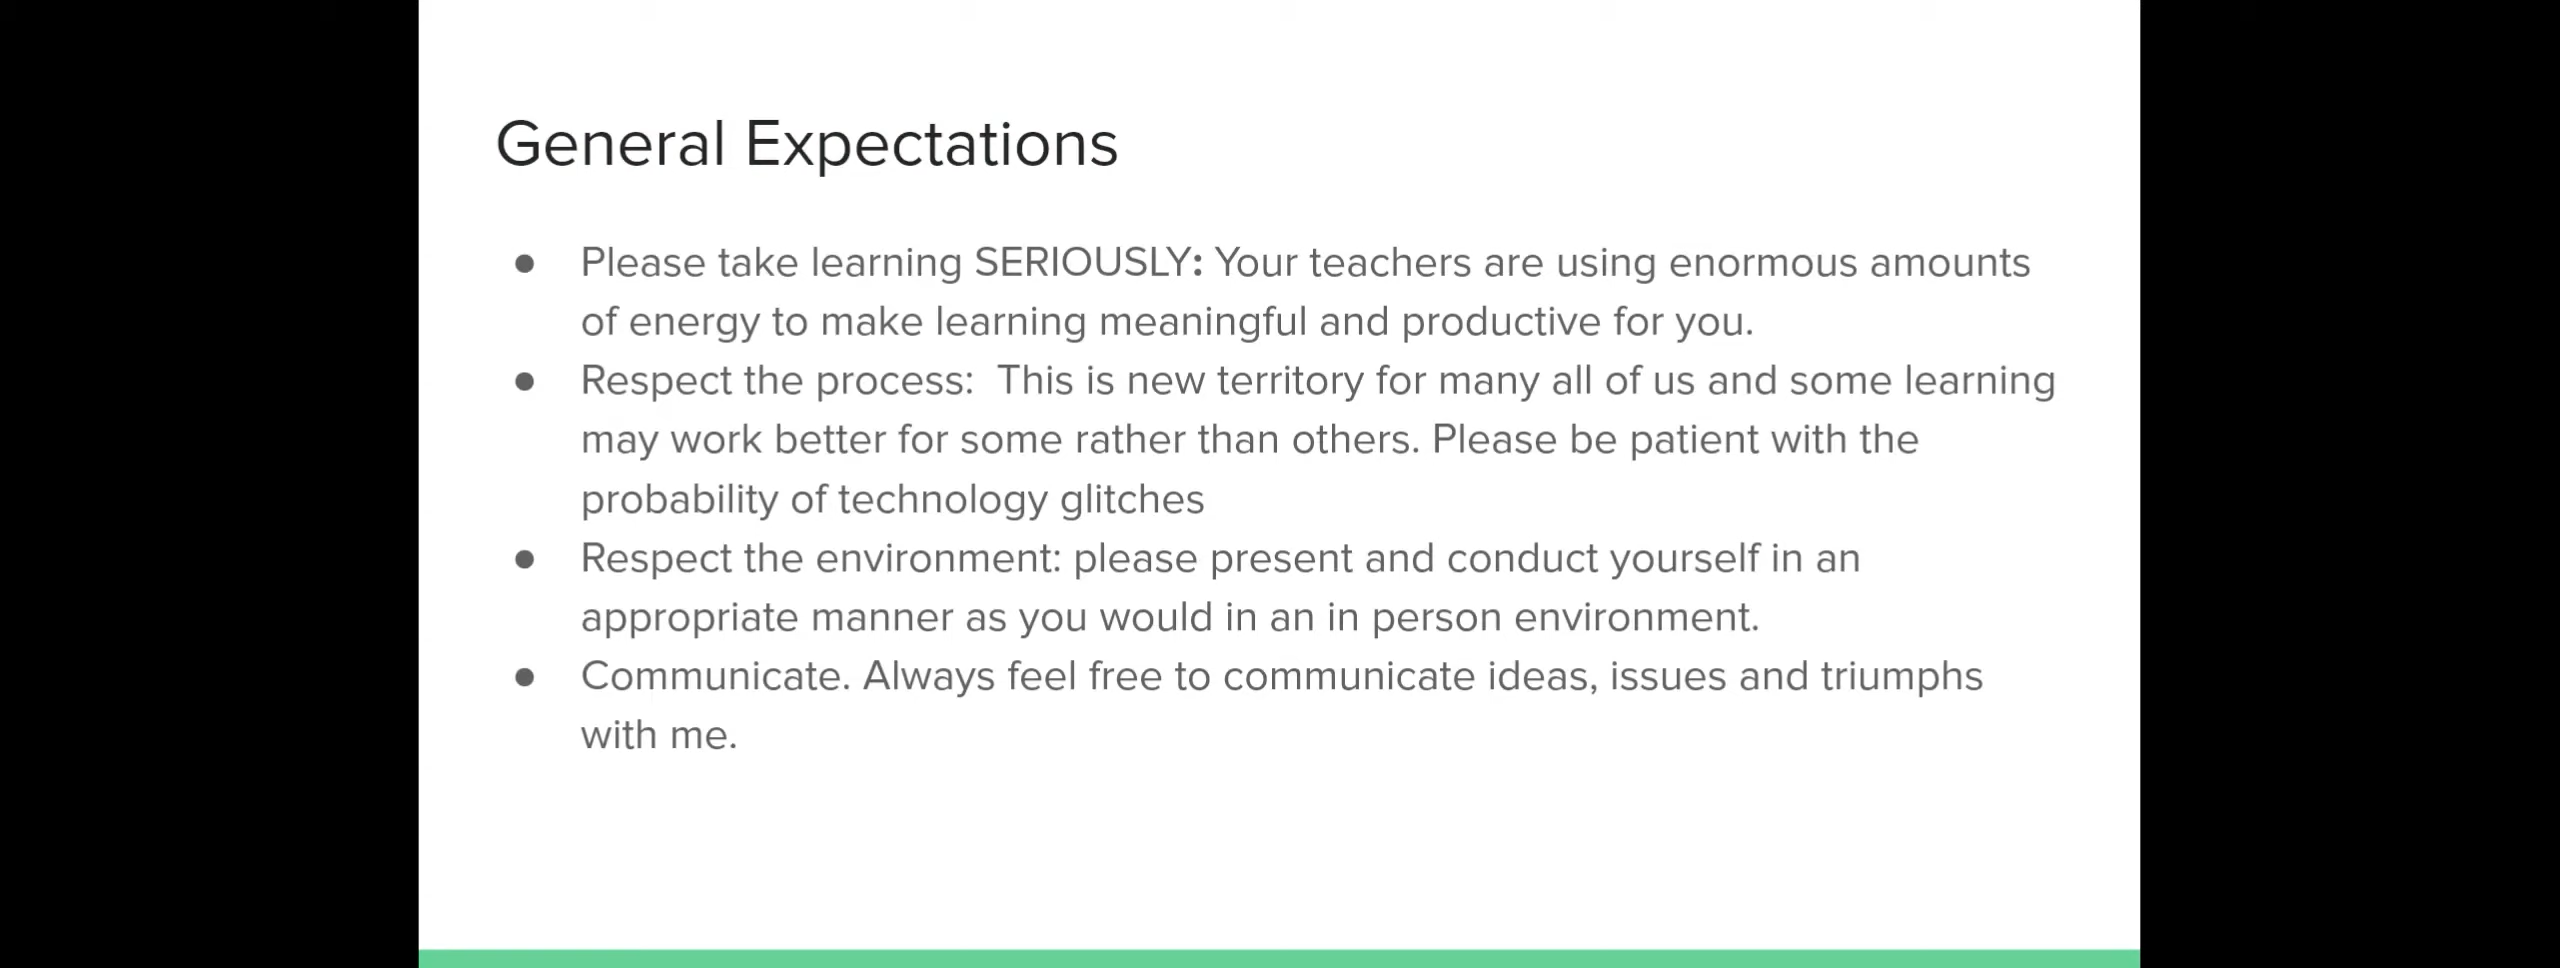 General Expectations
● Please take learning SERIOUSLY: Your teachers are using enormous amounts
of energy to make learning meaningful and productive for you.
● Respect the process:  This is new territory for many all of us and some learning
may work better for some rather than others. Please be patient with the
probability of technology glitches
● Respect the environment: please present and conduct yourself in an
appropriate manner as you would in an in person environment.
● Communicate. Always feel free to communicate ideas, issues and triumphs
with me.